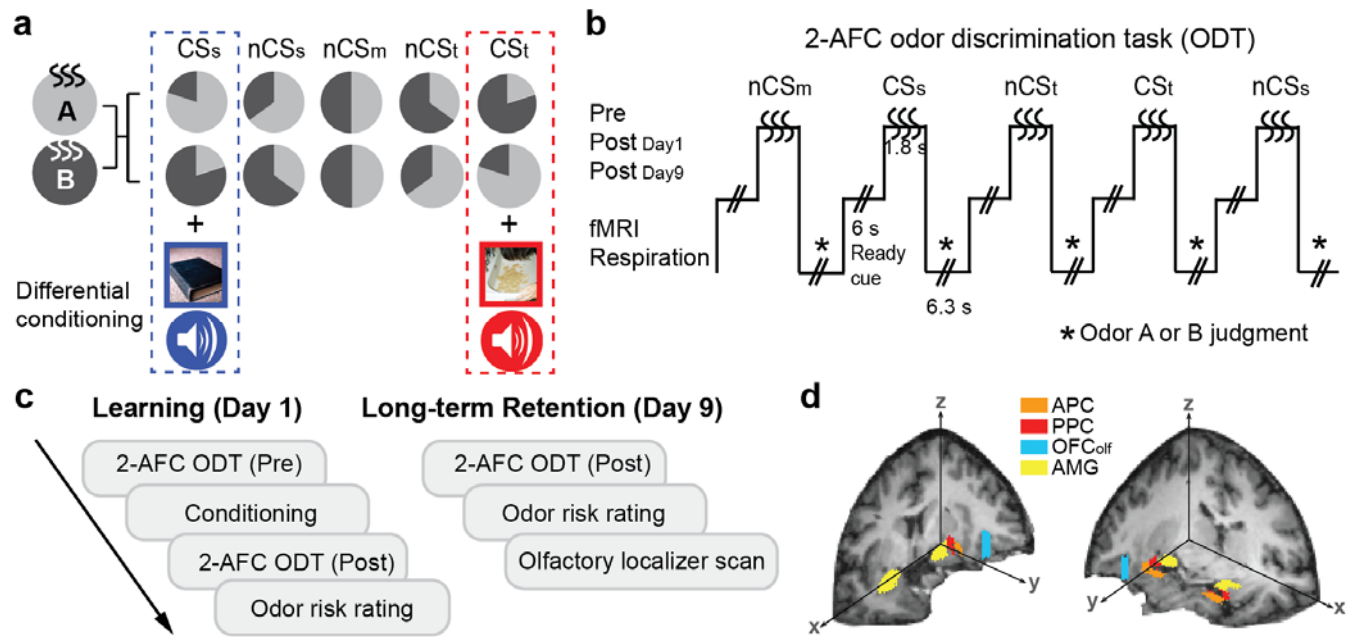 a
CSs nCSs nCSm nCSt CSt
A
B
+ +
Differential
conditioning
b
2-AFC odor discrimination task (ODT)
nCSm CSs nCSt CSt nCSs
Pre
Post Day1
Post Day9
1.8 s
fMRI
Respiration
* * * * *
6 s
Ready
cue
6.3 s
* Odor A or B judgment
c
Learning (Day 1)
2-AFC ODT (Pre)
Conditioning
2-AFC ODT (Post)
Odor risk rating
Long-term Retention (Day 9)
2-AFC ODT (Post)
Odor risk rating
Olfactory localizer scan
d
APC
PPC
OFColf
AMG
z
y
x
z
y
x